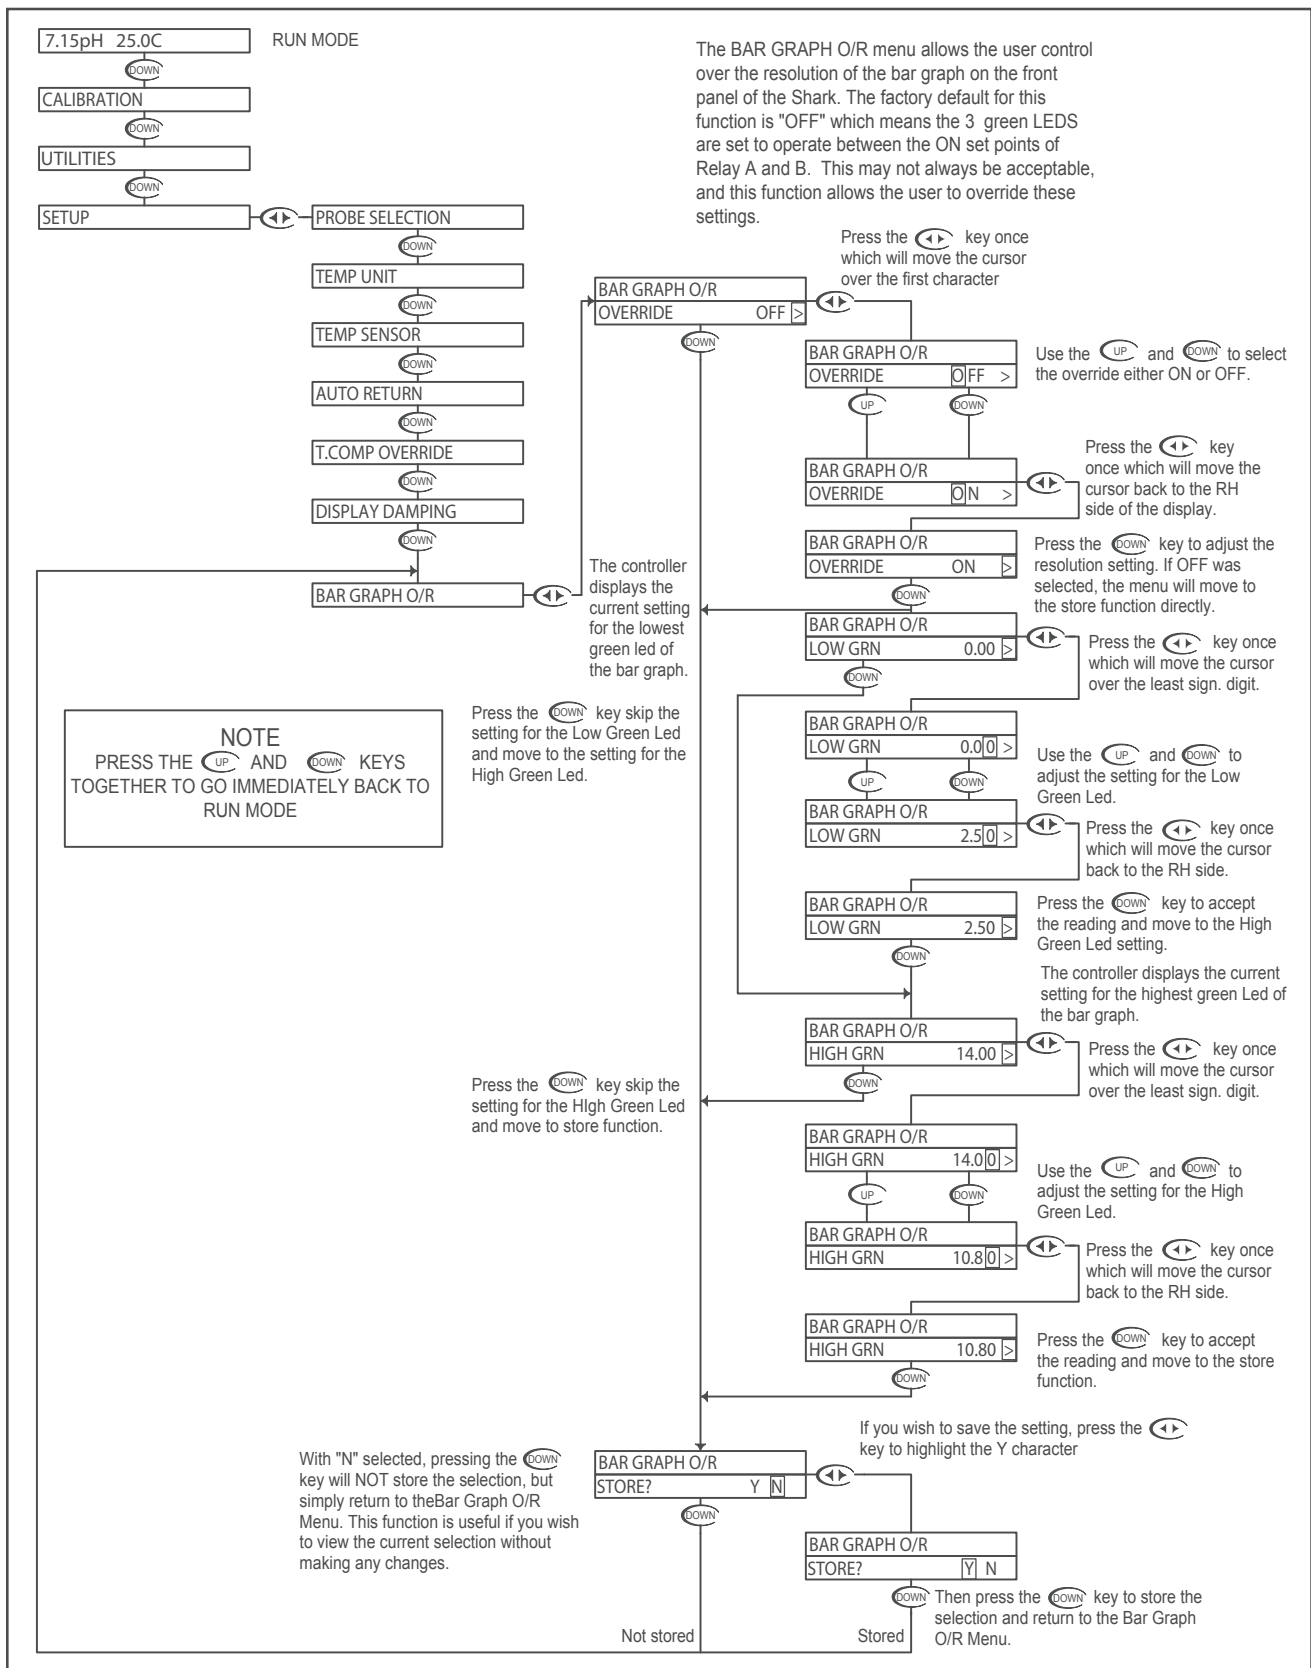 7.15pH 25.0C
RUN MODE
DOWN
CALIBRATION
DOWN
UTILITIES
DOWN
SETUP
PROBE SELECTION
DOWN
TEMP UNIT
DOWN
TEMP SENSOR
DOWN
AUTO RETURN
DOWN
T.COMP OVERRIDE
DOWN
DISPLAY DAMPING
DOWN
BAR GRAPH O/R
The BAR GRAPH O/R menu allows the user control
over the resolution of the bar graph on the front
panel of the Shark. The factory default for this
function is "OFF" which means the 3 green LEDS
are set to operate between the ON set points of
Relay A and B. This may not always be acceptable,
and this function allows the user to override these
settings.
Press the key once
which will move the cursor
over the first character
BAR GRAPH O/R
OVERRIDE OFF >
DOWN
BAR GRAPH O/R
OVERRIDE OFF >
UP DOWN
Use the UP and DOWN to select
the override either ON or OFF.
BAR GRAPH O/R
OVERRIDE ON >
Press the key
once which will move the
cursor back to the RH
side of the display.
BAR GRAPH O/R
OVERRIDE ON >
DOWN
Press the DOWN key to adjust the
resolution setting. If OFF was
selected, the menu will move to
the store function directly.
The controller
displays the
current setting
for the lowest
green led of
the bar graph.
BAR GRAPH O/R
LOW GRN 0.00 >
DOWN
Press the key once
which will move the cursor
over the least sign. digit.
Press the DOWN key skip the
setting for the Low Green Led
and move to the setting for the
High Green Led.
NOTE
PRESS THE UP AND DOWN KEYS
TOGETHER TO GO IMMEDIATELY BACK TO
RUN MODE
BAR GRAPH O/R
LOW GRN 0.00 >
UP DOWN
Use the UP and DOWN to
adjust the setting for the Low
Green Led.
BAR GRAPH O/R
LOW GRN 2.50 >
Press the key once
which will move the cursor
back to the RH side.
BAR GRAPH O/R
LOW GRN 2.50 >
DOWN
Press the DOWN key to accept
the reading and move to the High
Green Led setting.
The controller displays the current
setting for the highest green Led of
the bar graph.
BAR GRAPH O/R
HIGH GRN 14.00 >
DOWN
Press the key once
which will move the cursor
over the least sign. digit.
Press the DOWN key skip the
setting for the HIgh Green Led
and move to store function.
BAR GRAPH O/R
HIGH GRN 14.00 >
UP DOWN
Use the UP and DOWN to
adjust the setting for the High
Green Led.
BAR GRAPH O/R
HIGH GRN 10.80 >
Press the key once
which will move the cursor
back to the RH side.
BAR GRAPH O/R
HIGH GRN 10.80 >
DOWN
Press the DOWN key to accept
the reading and move to the store
function.
If you wish to save the setting, press the
key to highlight the Y character
With "N" selected, pressing the DOWN
key will NOT store the selection, but
simply return to theBar Graph O/R
Menu. This function is useful if you wish
to view the current selection without
making any changes.
BAR GRAPH O/R
STORE? Y N
DOWN
BAR GRAPH O/R
STORE? Y N
DOWN
Then press the DOWN key to store the
selection and return to the Bar Graph
O/R Menu.
Not stored
Stored